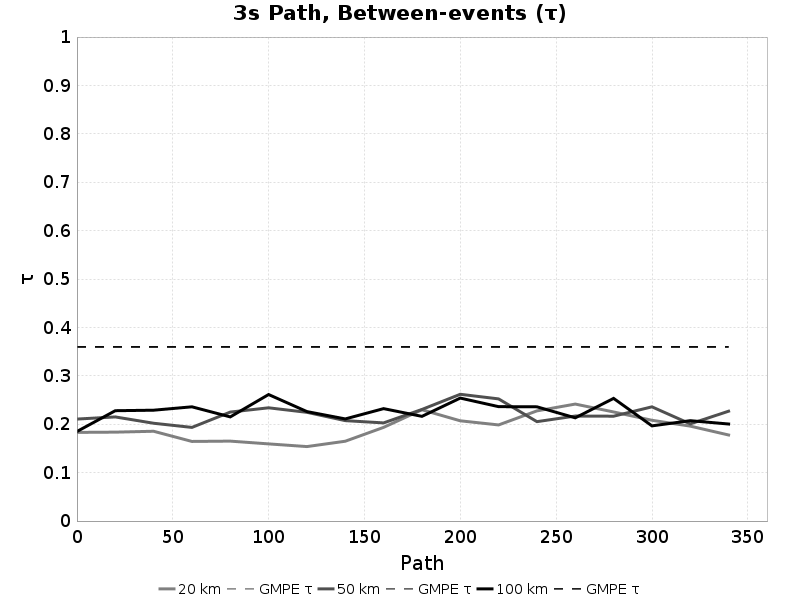 3s Path, Between-events (τ)
1
0.9
0.8
0.7
0.6
0.5
0.4
0.3
0.2
0.1
0
τ
0 50 100 150 200 250 300 350
Path
20 km GMPE τ 50 km GMPE τ 100 km GMPE τ